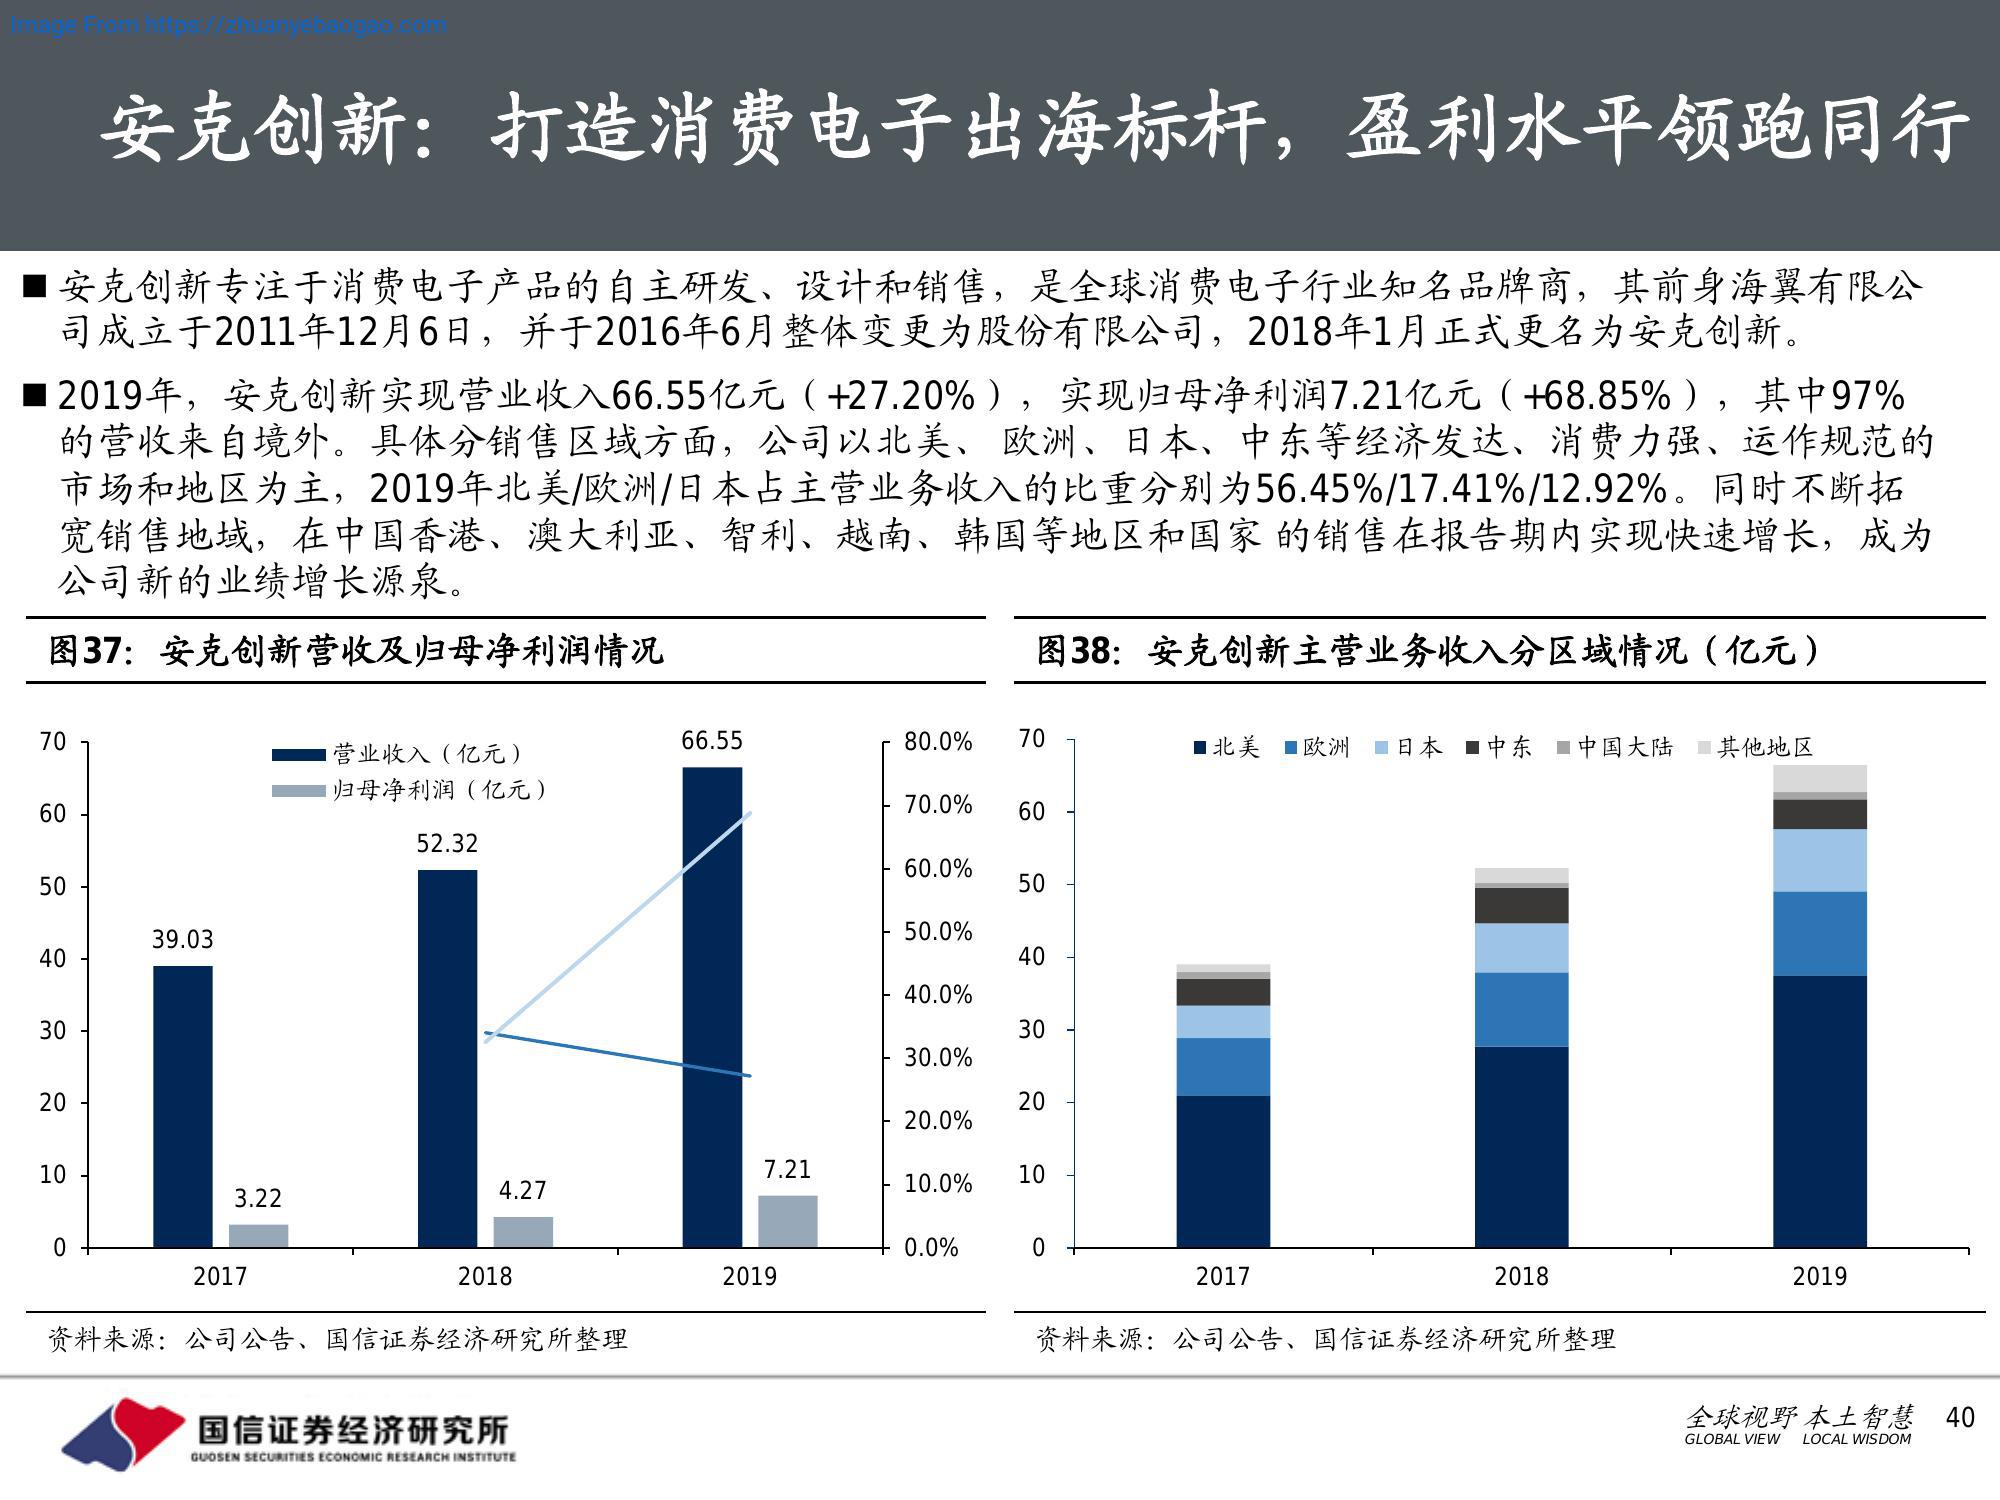 Image From https://zhuanyebaogao.com
安克创新：打造消费电子出海标杆，盈利水平领跑同行
■ 安克创新专注于消费电子产品的自主研发、设计和销售，是全球消费电子行业知名品牌商，其前身海翼有限公
司成立于2011年12月6日，并于2016年6月整体变更为股份有限公司，2018年1月正式更名为安克创新。
■ 2019年，安克创新实现营业收入66.55亿元（+27.20%），实现归母净利润7.21亿元（+68.85%），其中97%
的营收来自境外。具体分销售区域方面，公司以北美、 欧洲、日本、中东等经济发达、消费力强、运作规范的
市场和地区为主，2019年北美/欧洲/日本占主营业务收入的比重分别为56.45%/17.41%/12.92%。同时不断拓
宽销售地域，在中国香港、澳大利亚、智利、越南、韩国等地区和国家 的销售在报告期内实现快速增长，成为
公司新的业绩增长源泉。
图37：安克创新营收及归母净利润情况
营业收入（亿元）
归母净利润（亿元）
70
60
50
40
30
20
10
0
80.0%
70.0%
60.0%
50.0%
40.0%
30.0%
20.0%
10.0%
0.0%
39.03
3.22
52.32
4.27
66.55
7.21
2017 2018 2019
资料来源：公司公告、国信证券经济研究所整理
图38：安克创新主营业务收入分区域情况（亿元）
北美 欧洲 日本 中东 中国大陆 其他地区
70
60
50
40
30
20
10
0
2017 2018 2019
资料来源：公司公告、国信证券经济研究所整理
国信证券经济研究所
GUOSEN SECURITIES ECONOMIC RESEARCH INSTITUTE
全球视野 本土智慧
GLOBAL VIEW LOCAL WISDOM
40